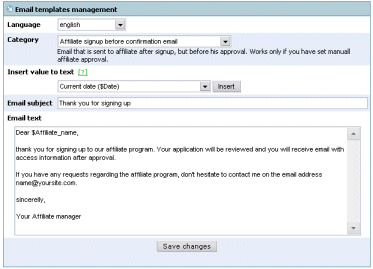 Email templates management
Language english
Category Affiliate signup before confirmation email
Email that is sent to affiliate after signup, but before his approval. Works only if you have set manuall
affiliate approval.
Insert value to text [?]
Current date ($Date) Insert
Email subject Thank you for signing up
Email text
Dear $Affiliate_name,
thank you for signing up to our affiliate program. Your application will be reviewed and you will receive email with
access information after approval.
If you have any requests regarding the affiliate program, don't hesitate to contact me on the email address
name@yoursite.com.
sincerelly,
Your Affiliate manager
Save changes